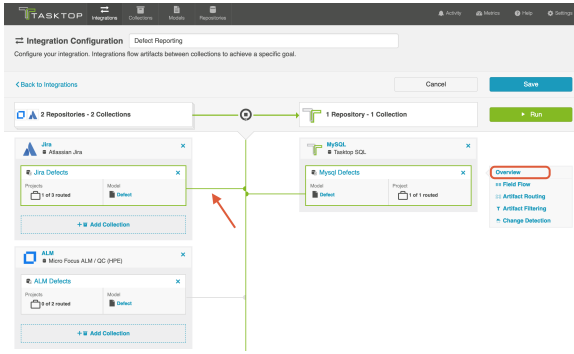 TASKTOP
Integrations
Collections
Models
Repositories
Activity
Metrics
Help
Settings
Integration Configuration
Defect Reporting
Configure your integration. Integrations flow artifacts between collections to achieve a specific goal.
Back to Integrations
Cancel
Save
2 Repositories - 2 Collections
1 Repository - 1 Collection
Run
Jira
Atlassian Jira
Jira Defects
Projects
1 of 3 routed
Model
Defect
+ Add Collection
MySQL
Tasktop SQL
Mysql Defects
Model
Defect
Project
1 of 1 routed
Overview
Field Flow
Artifact Routing
Artifact Filtering
Change Detection
ALM
Micro Focus ALM / QC (HPE)
ALM Defects
Projects
0 of 2 routed
Model
Defect
+ Add Collection